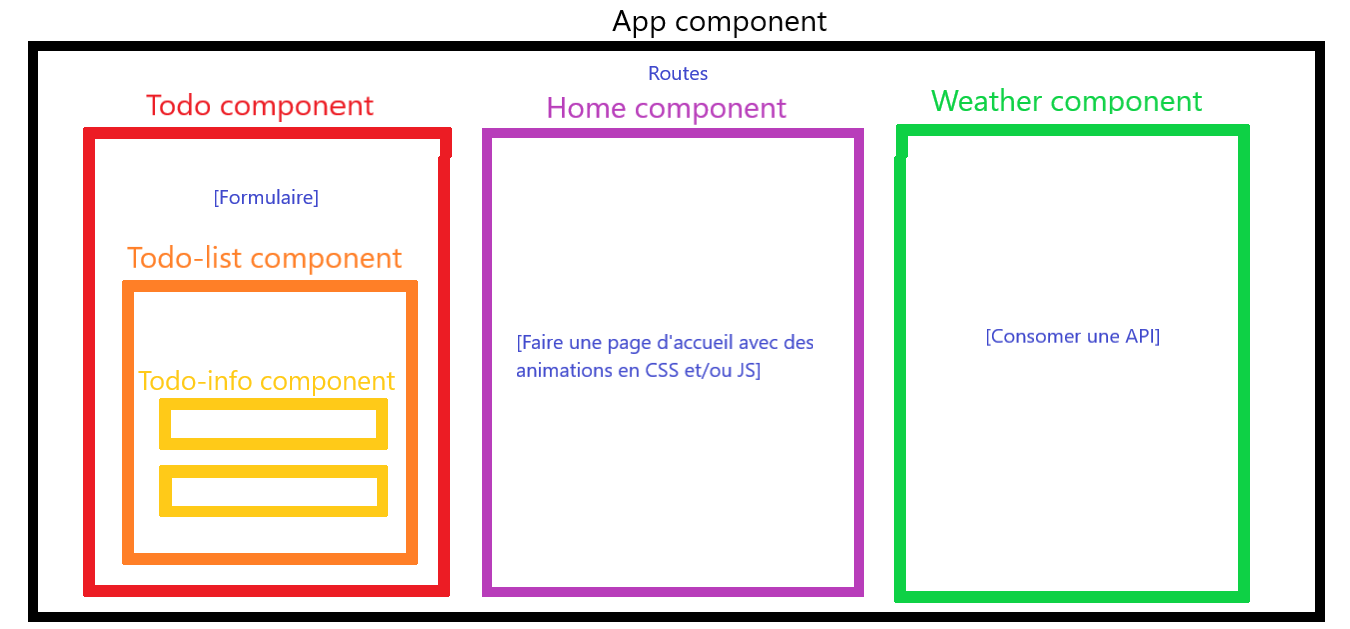 App component
Routes
Todo component
Home component
Weather component
[Formulaire]
Todo-list component
Todo-info component
[Faire une page d'accueil avec des
animations en CSS et/ou JS]
[Consomer une API]